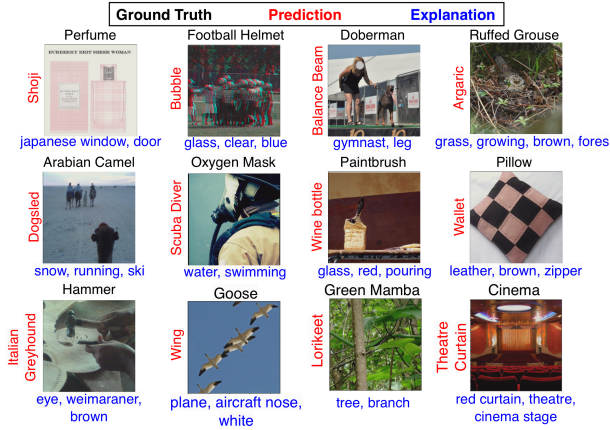 Ground Truth Prediction Explanation
Perfume Football Helmet Doberman Ruffed Grouse
Shoji
BURBERRY BRIT SHEER WOMAN
Bubble
Balance Beam
Argaric
japanese window, door
glass, clear, blue
gymnast, leg
grass, growing, brown, fores
Arabian Camel Oxygen Mask Paintbrush Pillow
Dogsled
Scuba Diver
Wine bottle
Wallet
snow, running, ski
water, swimming
glass, red, pouring
leather, brown, zipper
Hammer Goose Green Mamba Cinema
Italian
Greyhound
Wing
Lorikeet
Theatre
Curtain
eye, weimaraner,
brown
plane, aircraft nose,
white
tree, branch
red curtain, theatre,
cinema stage